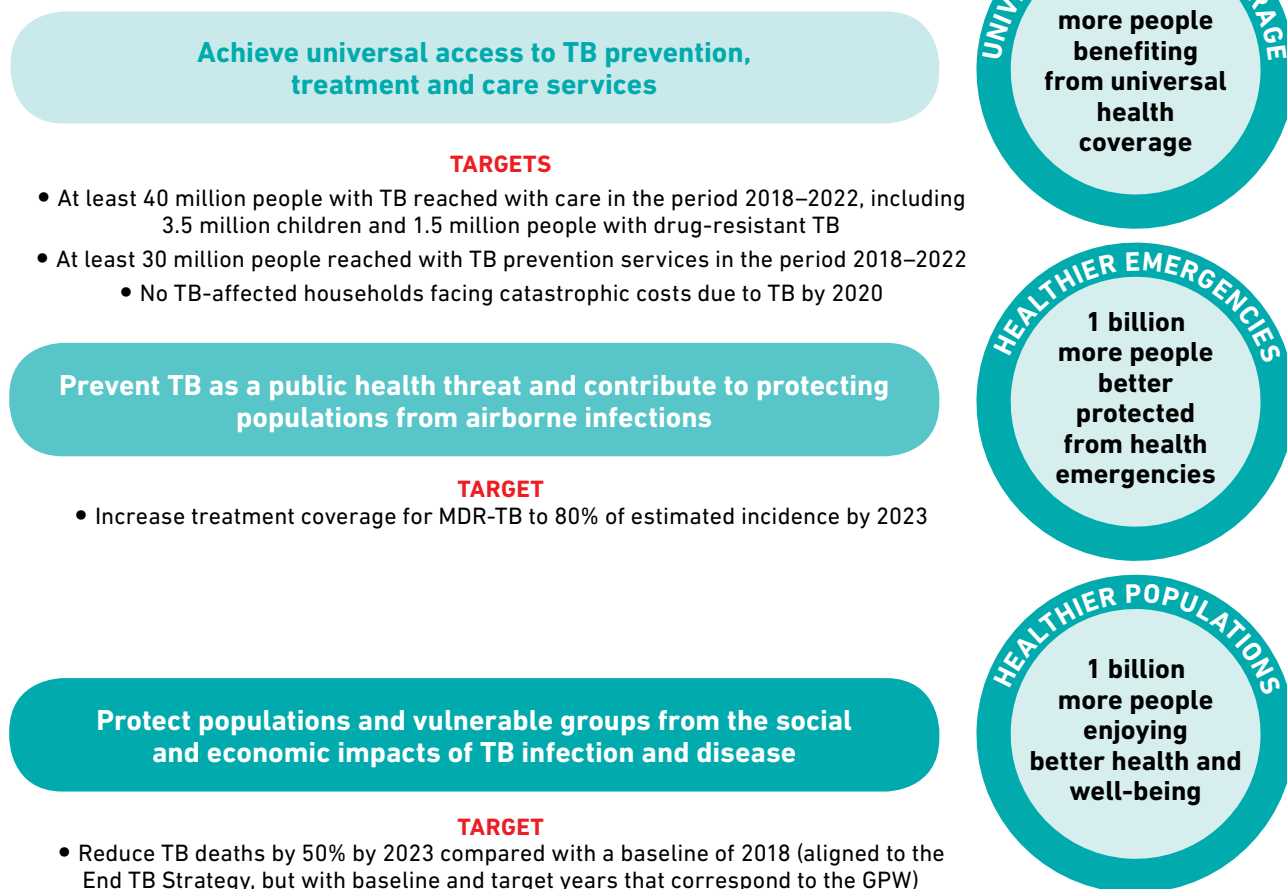 Achieve universal access to TB prevention,
treatment and care services
TARGETS
• At least 40 million people with TB reached with care in the period 2018–2022, including
3.5 million children and 1.5 million people with drug-resistant TB
• At least 30 million people reached with TB prevention services in the period 2018–2022
• No TB-affected households facing catastrophic costs due to TB by 2020
more people
benefiting
from universal
health
coverage
Prevent TB as a public health threat and contribute to protecting
populations from airborne infections
TARGET
• Increase treatment coverage for MDR-TB to 80% of estimated incidence by 2023
HEALTHIER EMERGENCIES
1 billion
more people
better
protected
from health
emergencies
Protect populations and vulnerable groups from the social
and economic impacts of TB infection and disease
TARGET
• Reduce TB deaths by 50% by 2023 compared with a baseline of 2018 (aligned to the
End TB Strategy, but with baseline and target years that correspond to the GPW)
HEALTHIER POPULATIONS
1 billion
more people
enjoying
better health and
well-being